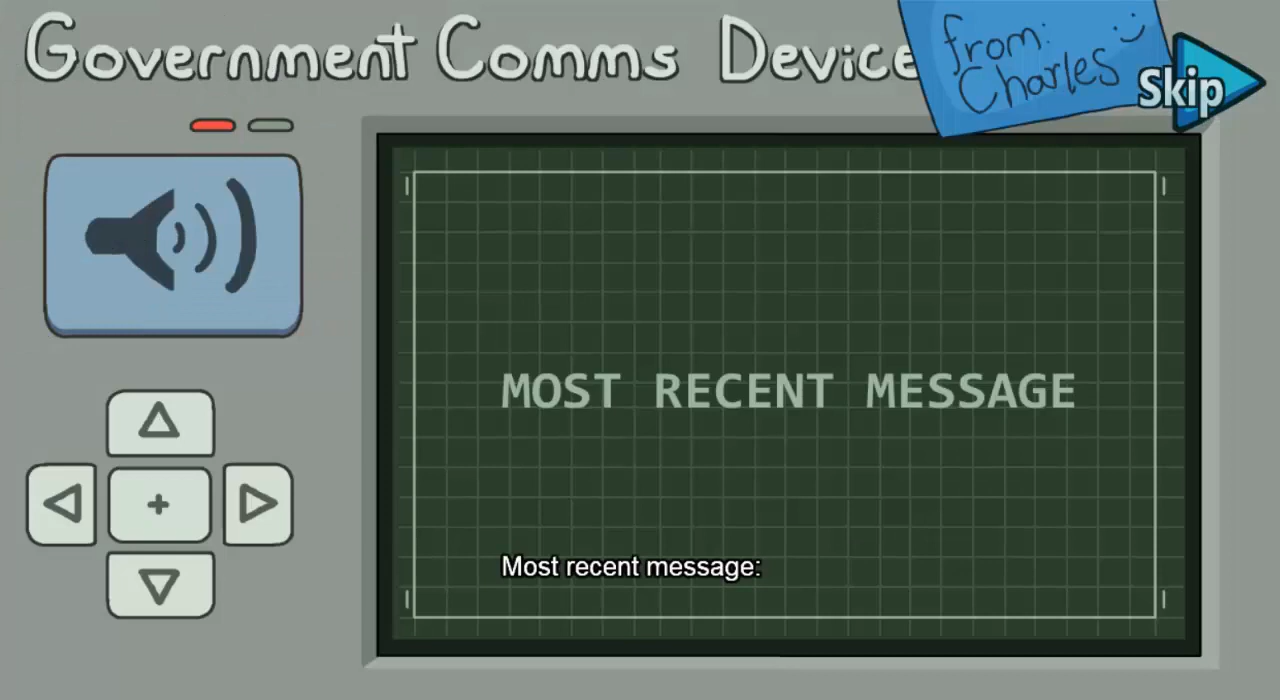 Government Comms Device
from:
Charles
Skip
MOST RECENT MESSAGE
Most recent message: